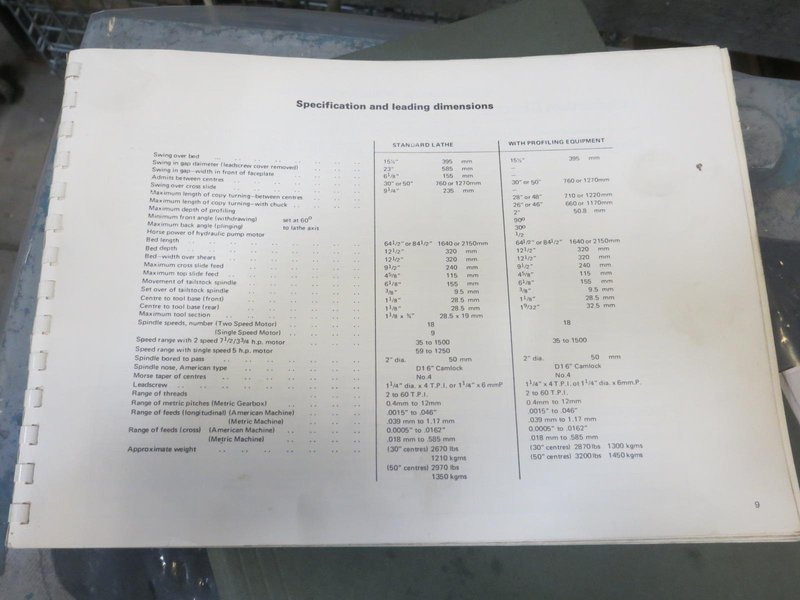 Specification and leading dimensions
STANDARD LATHE WITH PROFILING EQUIPMENT
Swing over bed 15½" 395 mm 15½" 395 mm
Swing in gap daimeter (leadscrew cover removed) 23" 585 mm –
Swing in gap—width in front of faceplate 6⅛" 155 mm –
Admits between centres 30" or 50" 760 or 1270mm 30" or 50" 760 or 1270mm
Swing over cross slide 9¼" 235 mm
Maximum length of copy turning—between centres 28" or 48" 710 or 1220mm
Maximum length of copy turning—with chuck 26" or 46" 660 or 1170mm
Maximum depth of profiling 2" 50.8 mm
Minimum front angle (withdrawing) set at 60° 90°
Maximum back angle (plinging) to lathe axis 30°
Horse power of hydraulic pump motor 1/2
Bed length 64½" or 84½" 1640 or 2150mm 64½" or 84½" 1640 or 2150mm
Bed depth 12½" 320 mm 12½" 320 mm
Bed—width over shears 12½" 320 mm 12½" 320 mm
Maximum cross slide feed 9½" 240 mm 9½" 240 mm
Maximum top slide feed 4⅝" 115 mm 4⅝" 115 mm
Movement of tailstock spindle 6⅛" 155 mm 6⅛" 155 mm
Set over of tailstock spindle ⅜" 9.5 mm ⅜" 9.5 mm
Centre to tool base (front) 1⅛" 28.5 mm 1⅛" 28.5 mm
Centre to tool base (rear) 1⅛" 28.5 mm 1 9/32" 32.5 mm
Maximum tool section 1⅛ x ¾" 28.5 x 19 mm
Spindle speeds, number (Two Speed Motor) 18 18
(Single Speed Motor) 9
Speed range with 2 speed 7½/3¾ h.p. motor 35 to 1500 35 to 1500
Speed range with single speed 5 h.p. motor 59 to 1250
Spindle bored to pass 2" dia. 50 mm 2" dia. 50 mm
Spindle nose, American type D1 6" Camlock D1 6" Camlock
Morse taper of centres No.4 No.4
Leadscrew 1¼" dia. x 4 T.P.I. or 1⅛" x 6 mmP 1¼" x 4 T.P.I. ot 1¼" dia. x 6mm.P.
Range of threads 2 to 60 T.P.I. 2 to 60 T.P.I.
Range of metric pitches (Metric Gearbox) 0.4mm to 12mm 0.4mm to 12mm
Range of feeds (longitudinal) (American Machine) .0015" to .046" .0015" to .046"
(Metric Machine) .039 mm to 1.17 mm .039 mm to 1.17 mm
Range of feeds (cross) (American Machine) 0.0005" to .0162" 0.0005" to .0162"
(Metric Machine) .018 mm to .585 mm .018 mm to .585 mm
Approximate weight (30" centres) 2670 lbs (30" centres) 2870 lbs 1300 kgms
1210 kgms (50" centres) 3200 lbs 1450 kgms
(50" centres) 2970 lbs
1350 kgms
9